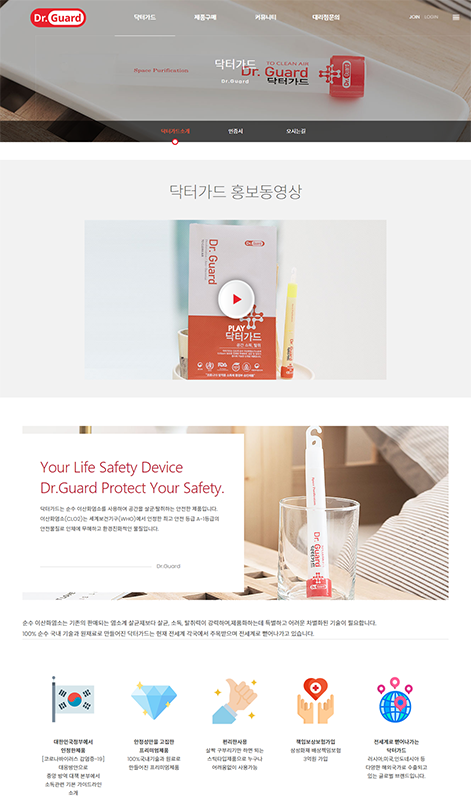 Dr. Guard
닥터가드 제품구매 커뮤니티 대리점문의 JOIN LOGIN
닥터가드
Dr.Guard
Space Purification
TO CLEAN AIR
Dr. Guard
닥터가드
닥터가드소개 인증서 오시는길
닥터가드 홍보동영상
Dr.Guard
Dr. Guard
PLAY
닥터가드
공간 소독, 탈취
FDA
Your Life Safety Device
Dr.Guard Protect Your Safety.
닥터가드는 순수 이산화염소를 사용하여 공간을 살균 탈취하는 안전한 제품입니다.
이산화염소(CLO2)는 세계보건기구(WHO)에서 인정한 최고 안전 등급 A-1등급의
안전물질로 인체에 무해하고 환경친화적인 물질입니다.
Dr.Guard
Dr. Guard
닥터가드
순수 이산화염소는 기존의 판매되는 염소계 살균제보다 살균, 소독, 탈취력이 강력하여,제품화하는데 특별하고 어려운 차별화된 기술이 필요합니다.
100% 순수 국내 기술과 원재료로 만들어진 닥터가드는 현재 전세계 각국에서 주목받으며 전세계로 뻗어나가고 있습니다.
대한민국정부에서
인정한제품
[코로나바이러스 감염증-19]
대응방안으로
중앙 방역 대책 본부에서
소독관련 기본 가이드라인
소개
안정성만을 고집한
프리미엄제품
100%국내기술과 원료로
만들어진 프리미엄제품
편리한사용
살짝 구부리기만 하면 되는
스틱타입제품으로 누구나
어려움없이 사용가능
책임보상보험가입
삼성화재 배상책임보험
3억원 가입
전세계로 뻗어나가는
닥터가드
러시아,미국,인도네시아 등
다양한 해외국가로 수출되고
있는 글로벌 브랜드입니다.